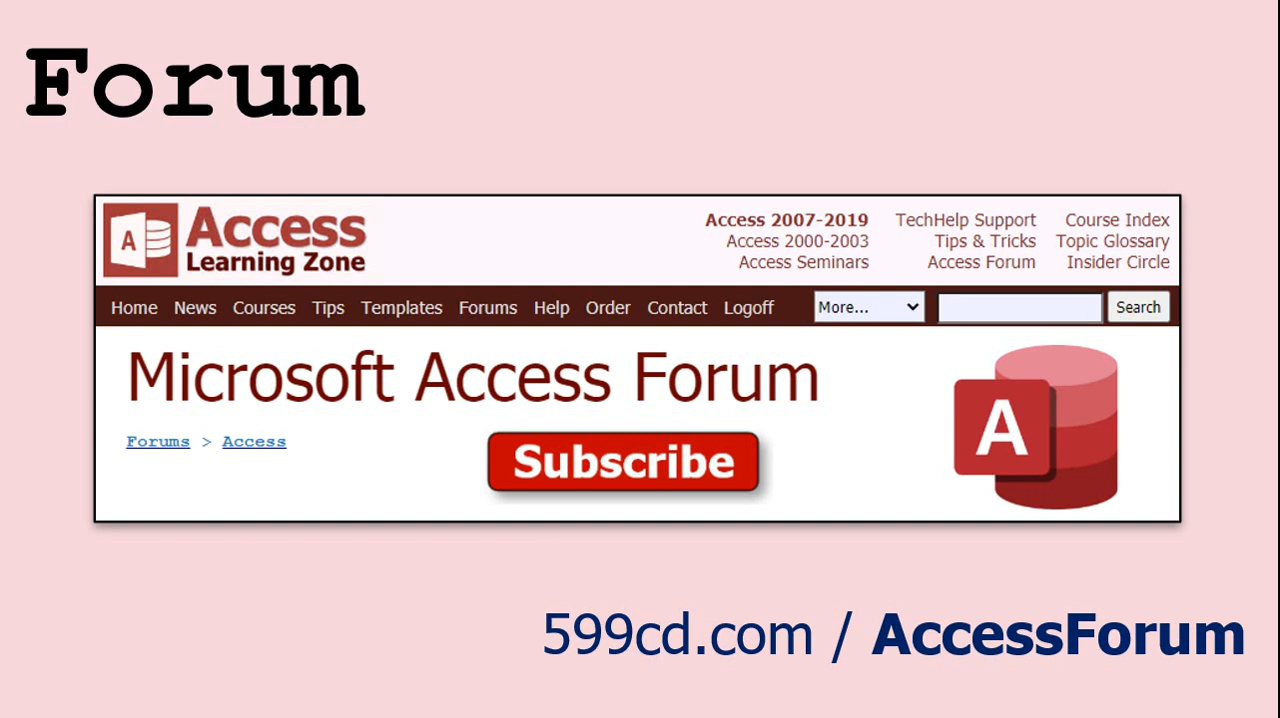 Forum
A
Access
Learning Zone
Access 2007-2019 TechHelp Support Course Index
Access 2000-2003 Tips & Tricks Topic Glossary
Access Seminars Access Forum Insider Circle
Home News Courses Tips Templates Forums Help Order Contact Logoff More... Search
Microsoft Access Forum
Forums > Access
Subscribe
A
599cd.com / AccessForum